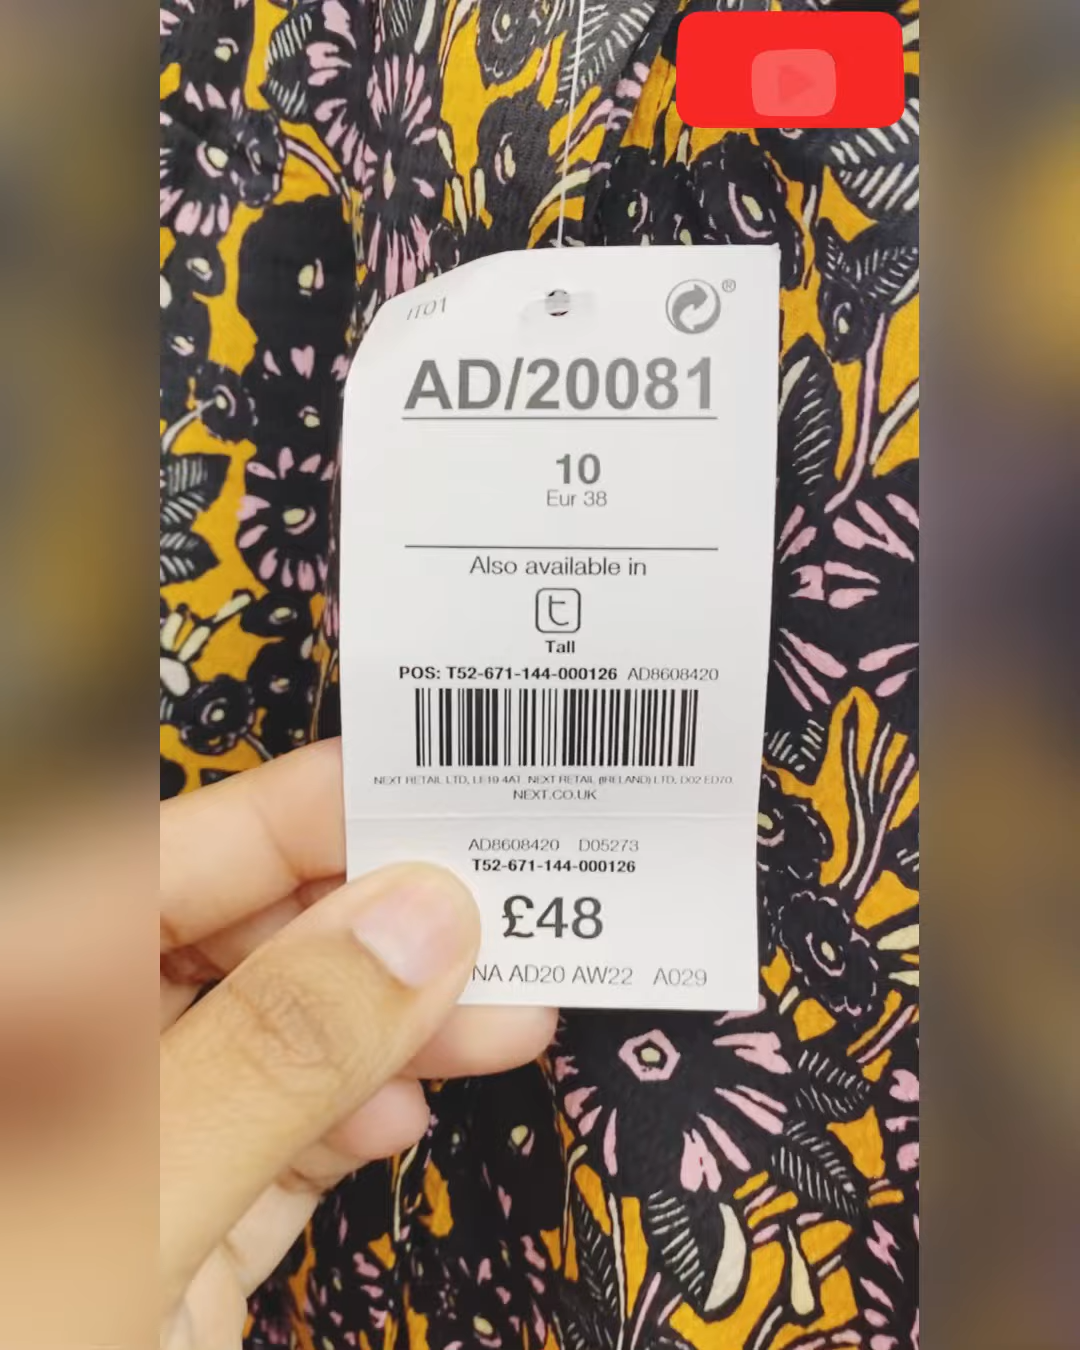 IT01
®
AD/20081
10
Eur 38
Also available in
t
Tall
POS: T52-671-144-000126 AD8608420
NEXT RETAIL LTD, LE19 4AT. NEXT RETAIL (IRELAND) LTD, D02 ED70
NEXT.CO.UK
AD8608420 D05273
T52-671-144-000126
£48
NA AD20 AW22 A029